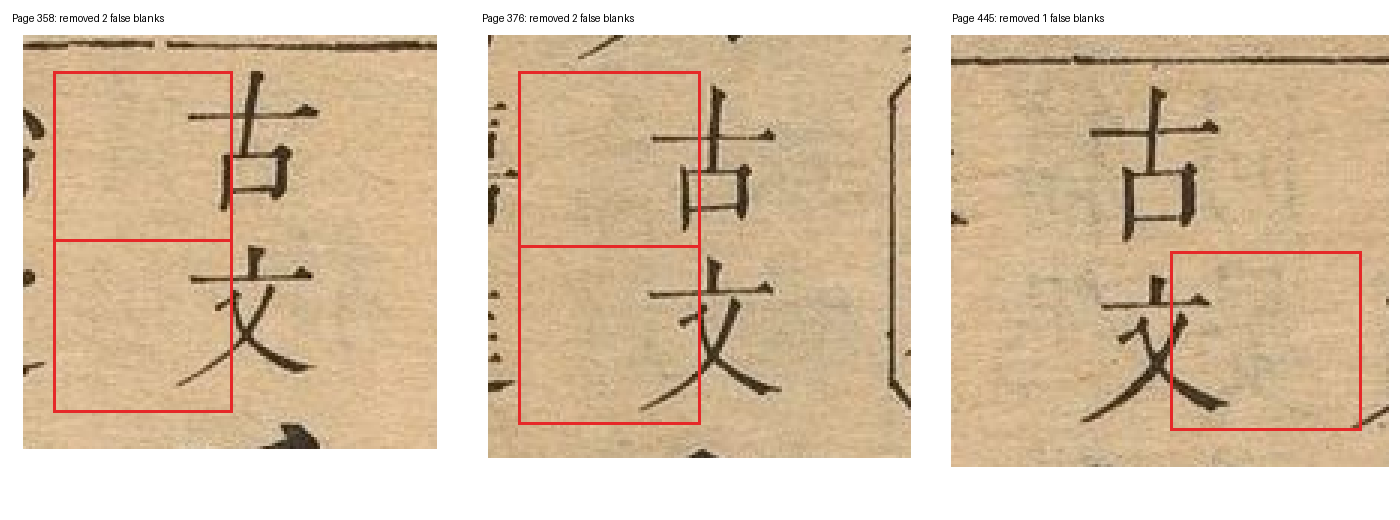 Page 358: removed 2 false blanks
古文
Page 376: removed 2 false blanks
古文
Page 445: removed 1 false blanks
古文